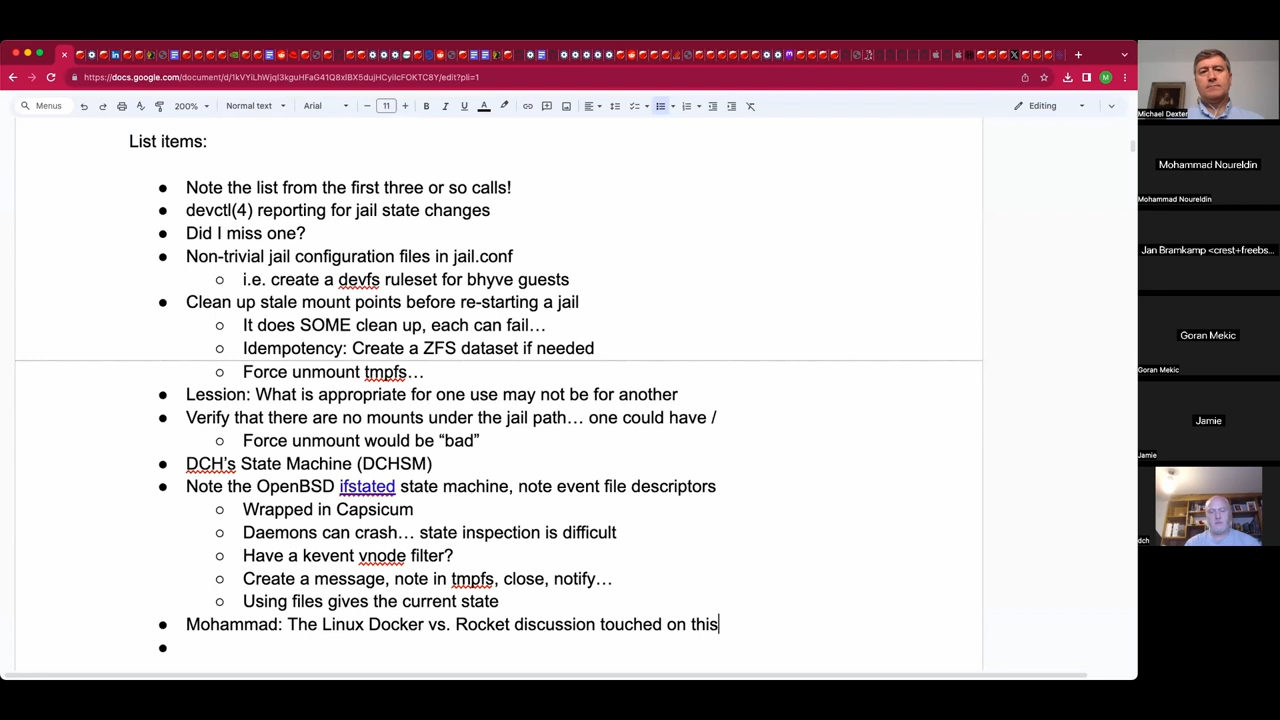 https://docs.google.com/document/d/1kVYiLhWjqI3kguHFaG41Q8xIBX5dujHCyiIcFOKTC8Y/edit?pli=1
Menus 200% Normal text Arial 11 B I U A Editing
List items:
● Note the list from the first three or so calls!
● devctl(4) reporting for jail state changes
● Did I miss one?
● Non-trivial jail configuration files in jail.conf
○ i.e. create a devfs ruleset for bhyve guests
● Clean up stale mount points before re-starting a jail
○ It does SOME clean up, each can fail…
○ Idempotency: Create a ZFS dataset if needed
○ Force unmount tmpfs…
● Lession: What is appropriate for one use may not be for another
● Verify that there are no mounts under the jail path… one could have /
○ Force unmount would be “bad”
● DCH’s State Machine (DCHSM)
● Note the OpenBSD ifstated state machine, note event file descriptors
○ Wrapped in Capsicum
○ Daemons can crash… state inspection is difficult
○ Have a kevent vnode filter?
○ Create a message, note in tmpfs, close, notify…
○ Using files gives the current state
● Mohammad: The Linux Docker vs. Rocket discussion touched on this
●
Michael Dexter
Mohammad Noureldin
Mohammad Noureldin
Jan Bramkamp <crest+freebs...
Goran Mekic
Goran Mekic
Jamie
Jamie
dch